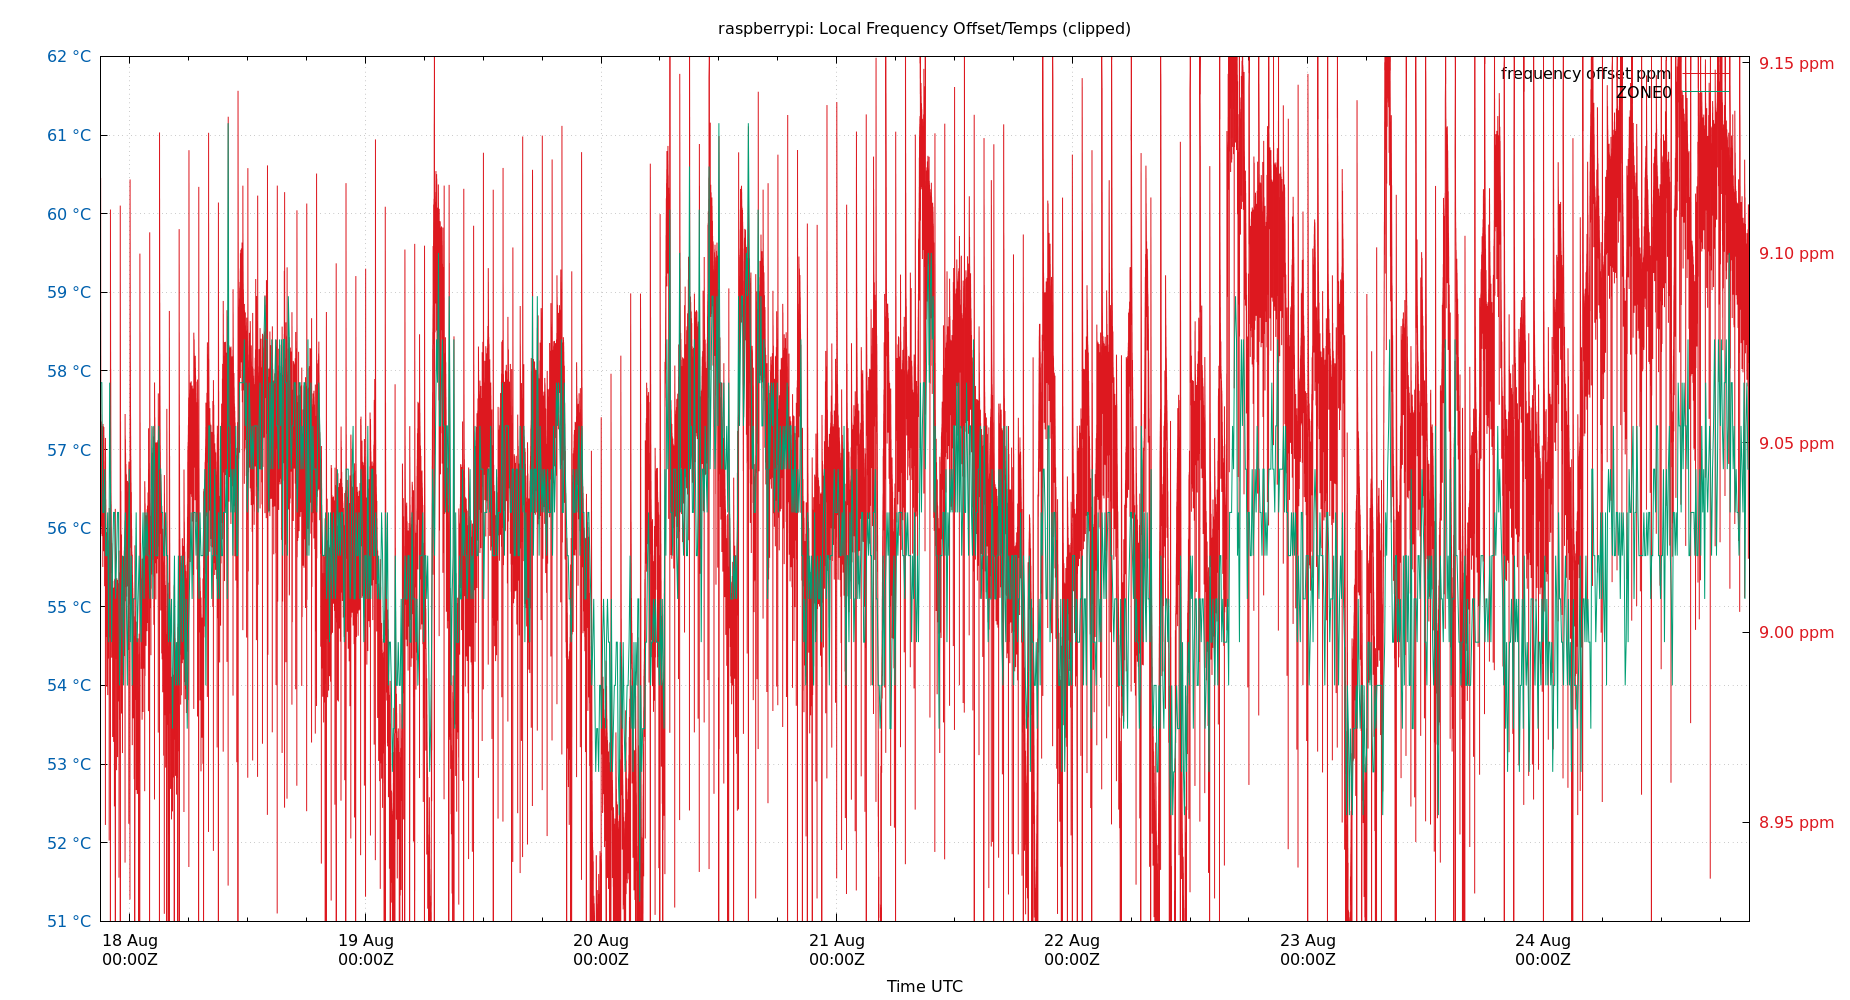 raspberrypi: Local Frequency Offset/Temps (clipped)
62 °C
61 °C
60 °C
59 °C
58 °C
57 °C
56 °C
55 °C
54 °C
53 °C
52 °C
51 °C
frequency offset ppm
ZONE0
9.15 ppm
9.10 ppm
9.05 ppm
9.00 ppm
8.95 ppm
18 Aug
00:00Z
19 Aug
00:00Z
20 Aug
00:00Z
21 Aug
00:00Z
22 Aug
00:00Z
23 Aug
00:00Z
24 Aug
00:00Z
Time UTC